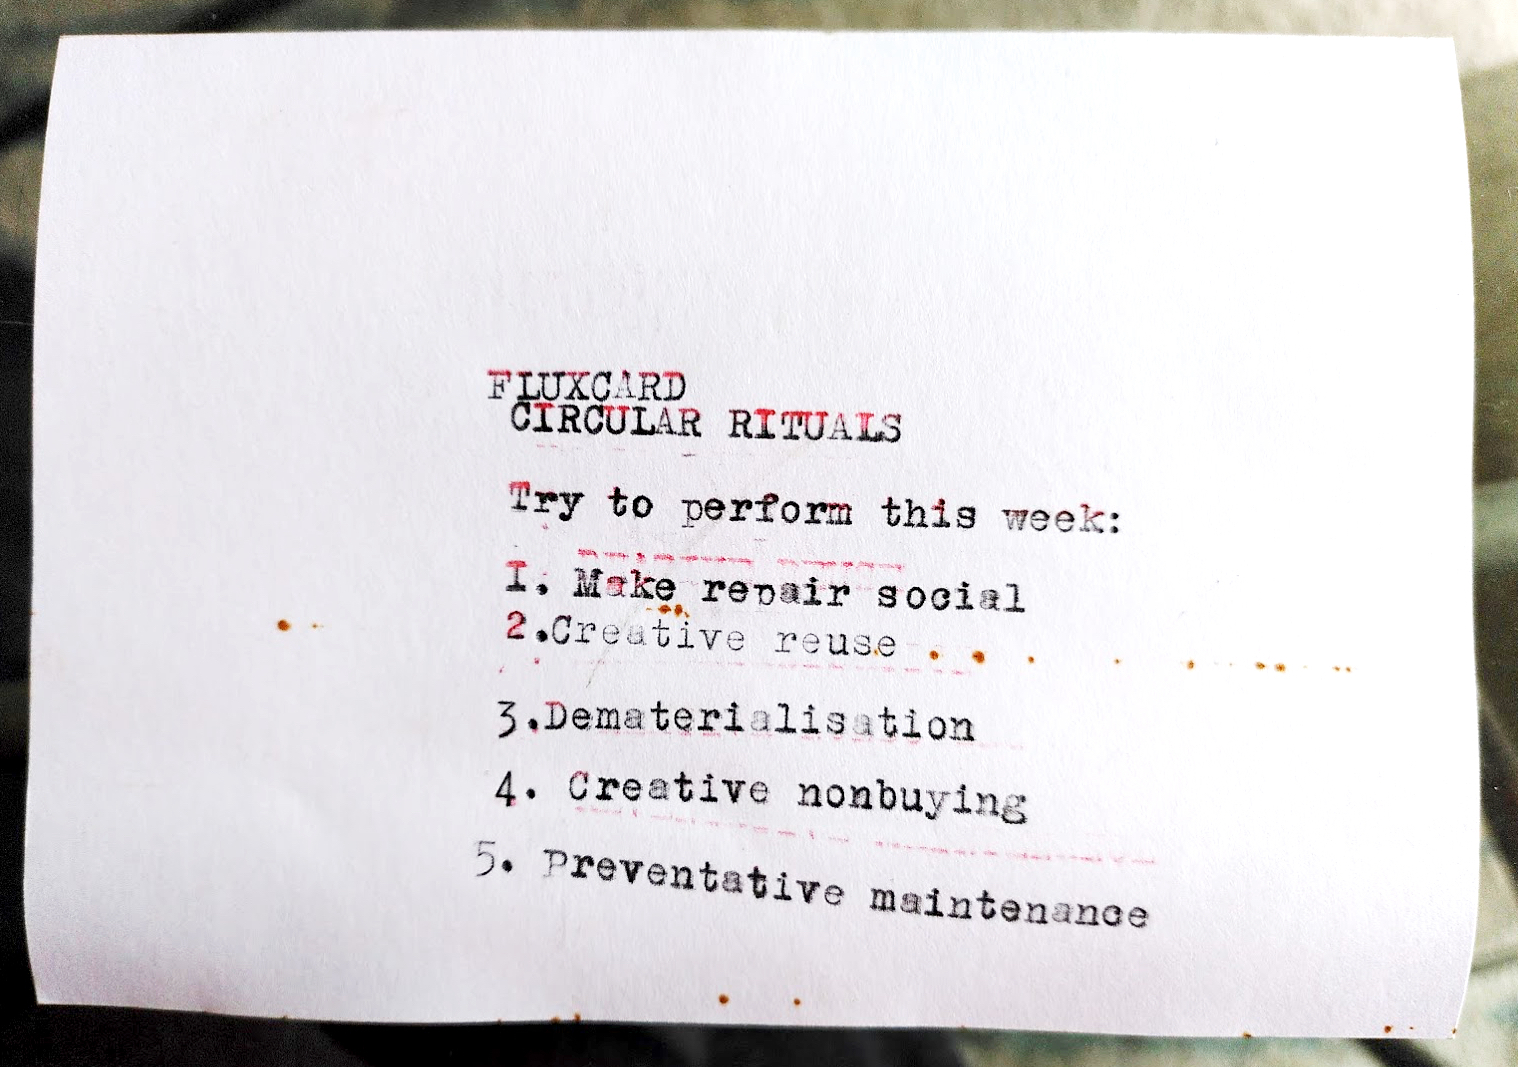 FLUXCARD
CIRCULAR RITUALS
Try to perform this week:
1. Make repair social
2.Creative reuse
3.Dematerialisation
4. Creative nonbuying
5. Preventative maintenance